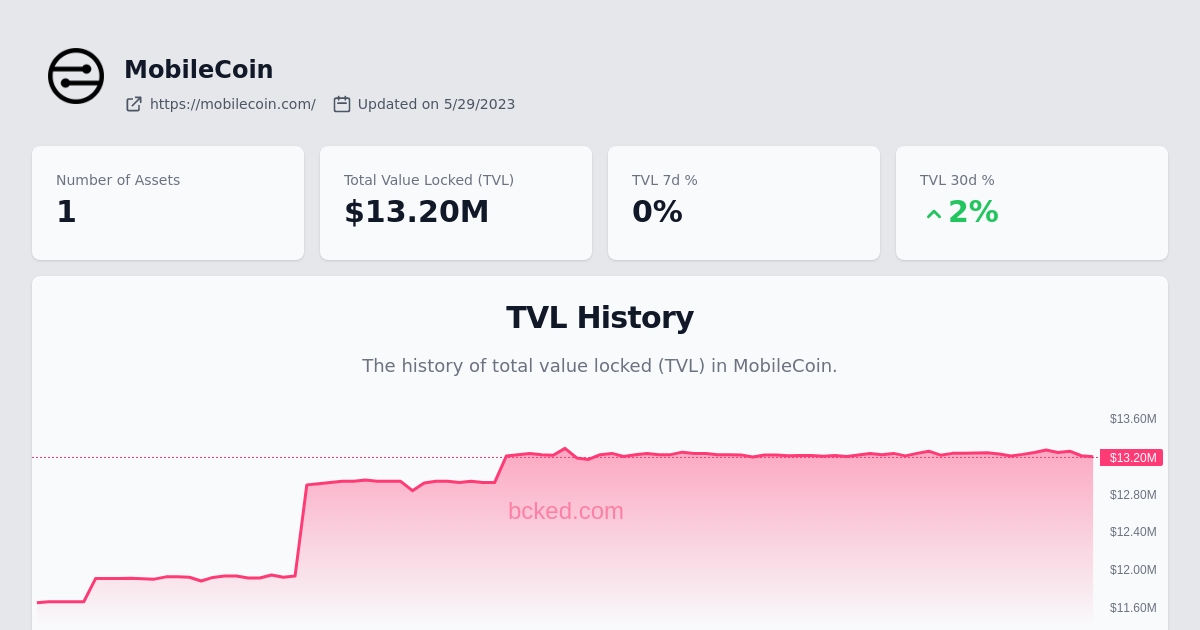 MobileCoin
https://mobilecoin.com/ Updated on 5/29/2023
Number of Assets
1
Total Value Locked (TVL)
$13.20M
TVL 7d %
0%
TVL 30d %
2%
TVL History
The history of total value locked (TVL) in MobileCoin.
$13.60M
$13.20M
$12.80M
bcked.com
$12.40M
$12.00M
$11.60M